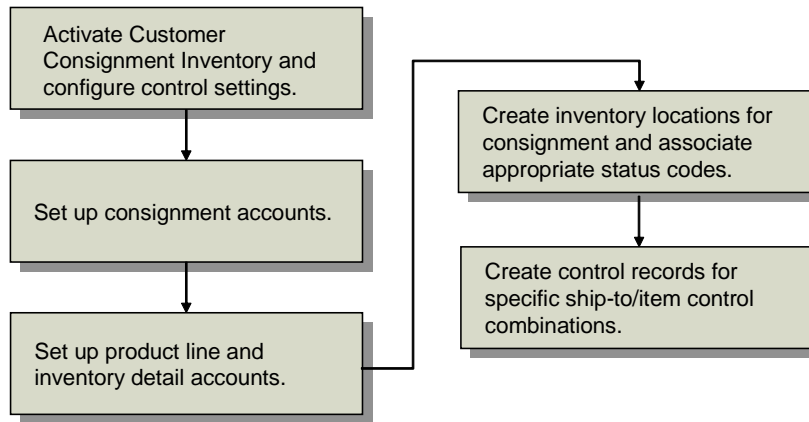 Activate Customer
Consignment Inventory and
configure control settings.
Set up consignment accounts.
Set up product line and
inventory detail accounts.
Create inventory locations for
consignment and associate
appropriate status codes.
Create control records for
specific ship-to/item control
combinations.